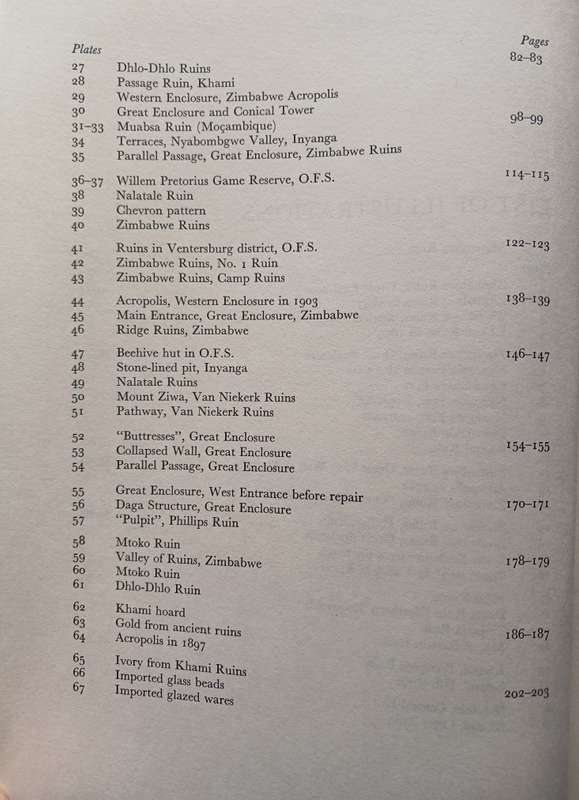 Plates Pages
27 Dhlo-Dhlo Ruins 82–83
28 Passage Ruin, Khami
29 Western Enclosure, Zimbabwe Acropolis
30 Great Enclosure and Conical Tower
31–33 Muabsa Ruin (Moçambique) 98–99
34 Terraces, Nyabombgwe Valley, Inyanga
35 Parallel Passage, Great Enclosure, Zimbabwe Ruins
36–37 Willem Pretorius Game Reserve, O.F.S. 114–115
38 Nalatale Ruin
39 Chevron pattern
40 Zimbabwe Ruins
41 Ruins in Ventersburg district, O.F.S. 122–123
42 Zimbabwe Ruins, No. 1 Ruin
43 Zimbabwe Ruins, Camp Ruins
44 Acropolis, Western Enclosure in 1903 138–139
45 Main Entrance, Great Enclosure, Zimbabwe
46 Ridge Ruins, Zimbabwe
47 Beehive hut in O.F.S. 146–147
48 Stone-lined pit, Inyanga
49 Nalatale Ruins
50 Mount Ziwa, Van Niekerk Ruins
51 Pathway, Van Niekerk Ruins
52 “Buttresses”, Great Enclosure
53 Collapsed Wall, Great Enclosure 154–155
54 Parallel Passage, Great Enclosure
55 Great Enclosure, West Entrance before repair
56 Daga Structure, Great Enclosure 170–171
57 “Pulpit”, Phillips Ruin
58 Mtoko Ruin
59 Valley of Ruins, Zimbabwe 178–179
60 Mtoko Ruin
61 Dhlo-Dhlo Ruin
62 Khami hoard
63 Gold from ancient ruins
64 Acropolis in 1897 186–187
65 Ivory from Khami Ruins
66 Imported glass beads
67 Imported glazed wares 202–203